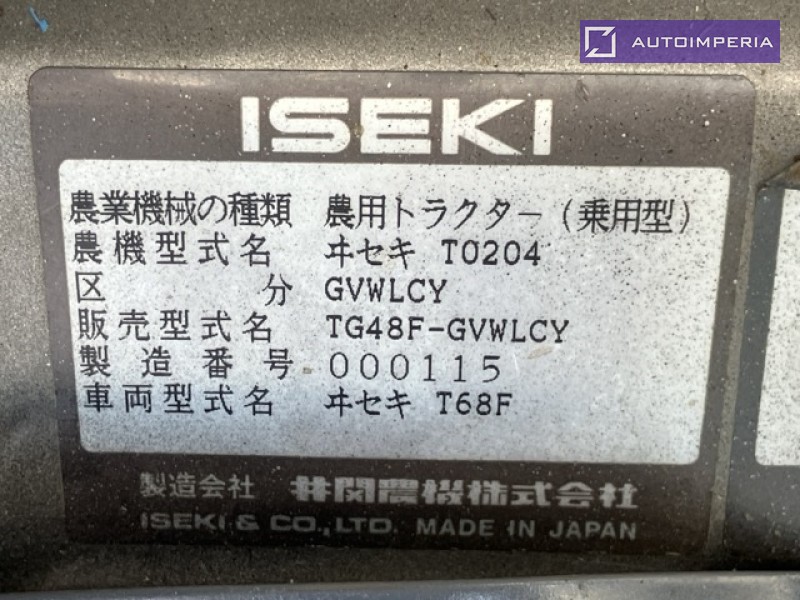 AUTOIMPERIA
ISEKI
農業機械の種類 農用トラクター(乗用型)
農機型式名 ヰセキ T0204
区分 GVWLCY
販売型式名 TG48F-GVWLCY
製造番号 000115
車両型式名 ヰセキ T68F
製造会社 井関農機株式会社
ISEKI & CO., LTD. MADE IN JAPAN